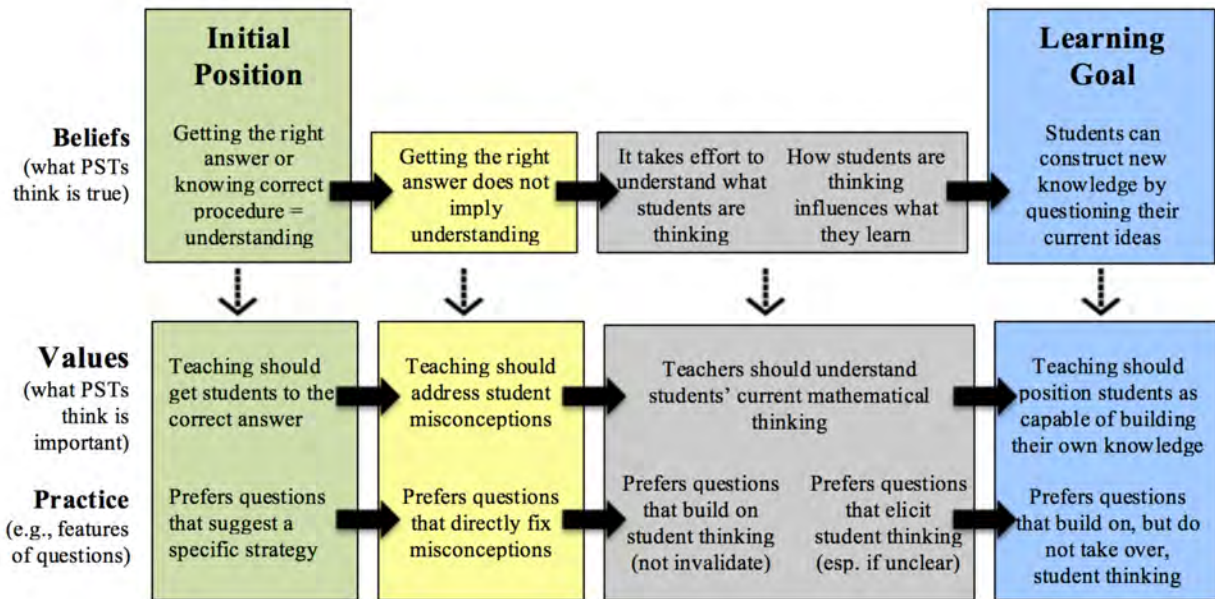 Initial
Position
Learning
Goal
Beliefs
(what PSTs
think is true)
Getting the right
answer or
knowing correct
procedure =
understanding
Getting the right
answer does not
imply
understanding
It takes effort to
understand what
students are
thinking
How students are
thinking
influences what
they learn
Students can
construct new
knowledge by
questioning their
current ideas
Values
(what PSTs
think is
important)
Teaching should
get students to the
correct answer
Teaching should
address student
misconceptions
Teachers should understand
students’ current mathematical
thinking
Teaching should
position students as
capable of building
their own knowledge
Practice
(e.g., features
of questions)
Prefers questions
that suggest a
specific strategy
Prefers questions
that directly fix
misconceptions
Prefers questions
that build on
student thinking
(not invalidate)
Prefers questions
that elicit
student thinking
(esp. if unclear)
Prefers questions
that build on, but do
not take over,
student thinking